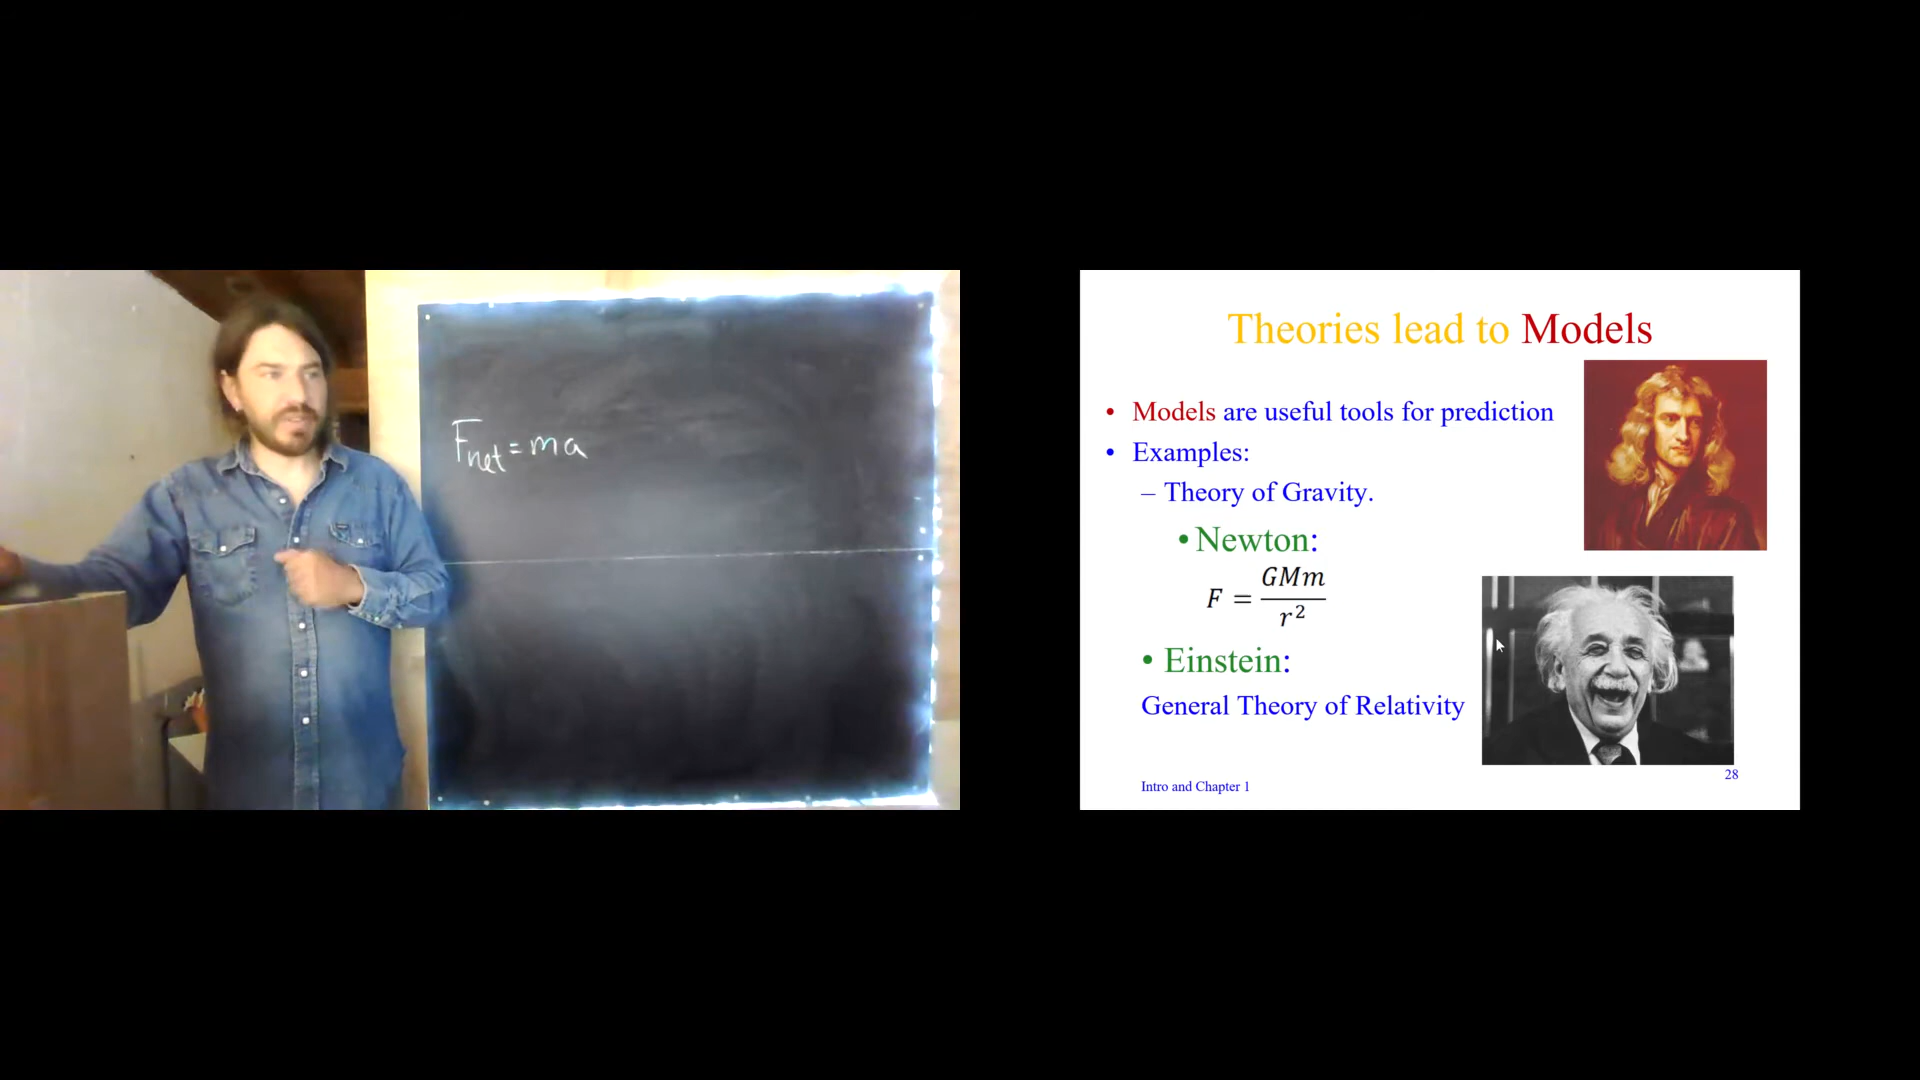 F_net = ma
Theories lead to Models
• Models are useful tools for prediction
• Examples:
– Theory of Gravity.
• Newton:
F = GMm / r²
• Einstein:
General Theory of Relativity
28
Intro and Chapter 1